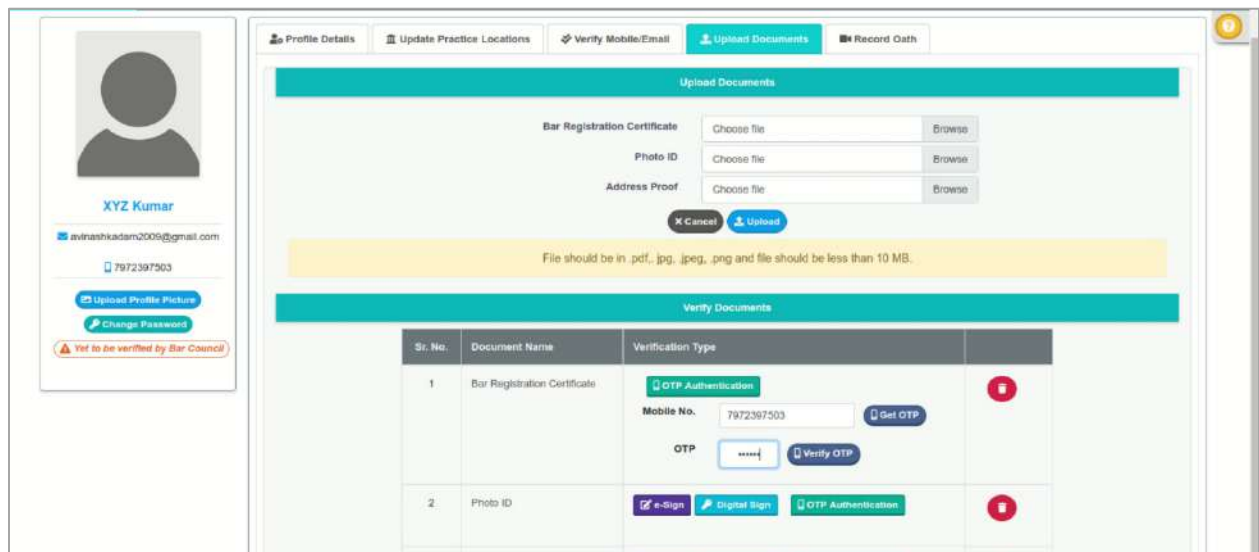 Profile Details
Update Practice Locations
Verify Mobile/Email
Upload Documents
Record Oath
XYZ Kumar
avinashkadam2009@gmail.com
7972397503
Upload Profile Picture
Change Password
Yet to be verified by Bar Council
Upload Documents
Bar Registration Certificate Choose file Browse
Photo ID Choose file Browse
Address Proof Choose file Browse
Cancel Upload
File should be in .pdf,. jpg, .jpeg, .png and file should be less than 10 MB.
Verify Documents
Sr. No. Document Name Verification Type
1 Bar Registration Certificate OTP Authentication
Mobile No. 7972397503 Get OTP
OTP •••••• Verify OTP
2 Photo ID e-Sign Digital Sign OTP Authentication